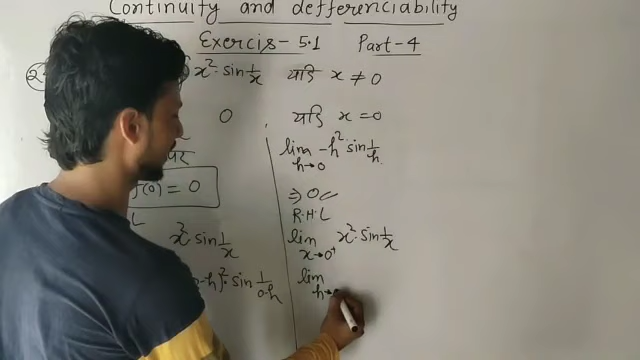 Continuity and defferenciability
Exercis-5.1 Part-4
x²·sin 1/x यदि x ≠ 0
0 , यदि x = 0
f(0) = 0
x² sin 1/x
-h)²· sin 1/0-h
lim h→0 -h² sin 1/h
⇒ 0
R.H.L
lim x→0⁺ x²·sin 1/x
lim h→